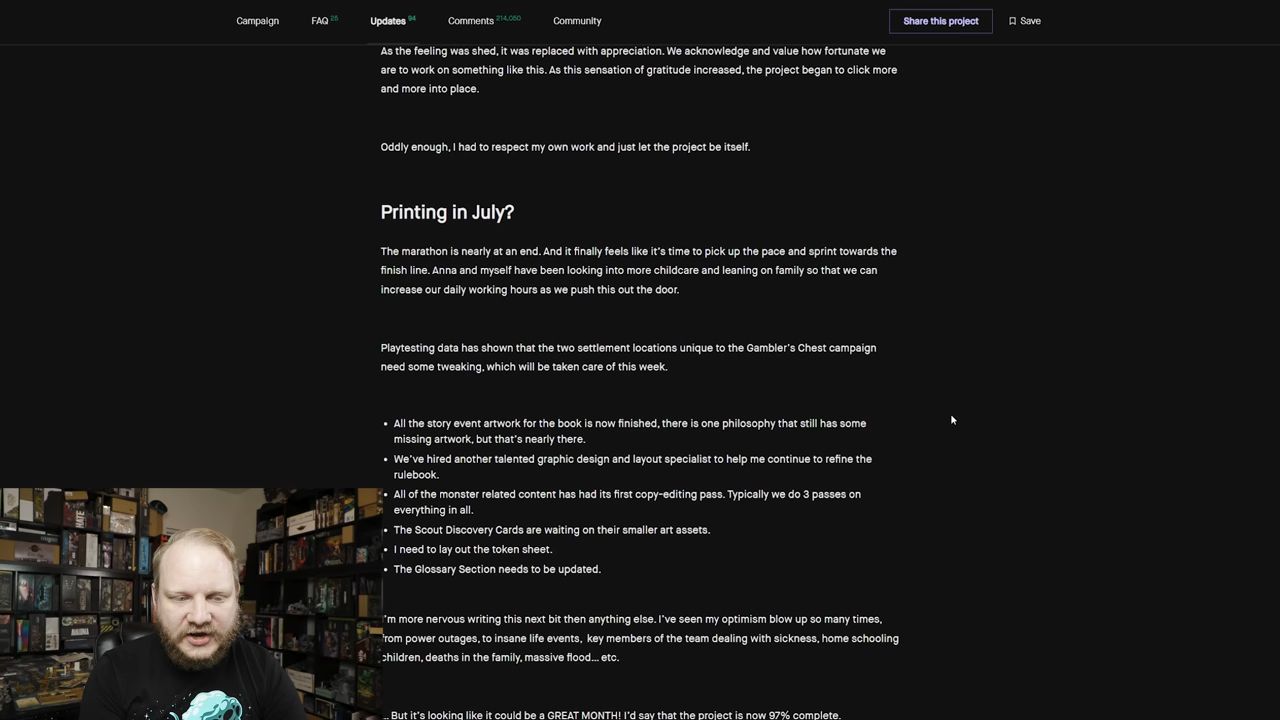 Campaign FAQ 25 Updates 94 Comments 214,050 Community Share this project Save
As the feeling was shed, it was replaced with appreciation. We acknowledge and value how fortunate we
are to work on something like this. As this sensation of gratitude increased, the project began to click more
and more into place.
Oddly enough, I had to respect my own work and just let the project be itself.
Printing in July?
The marathon is nearly at an end. And it finally feels like it's time to pick up the pace and sprint towards the
finish line. Anna and myself have been looking into more childcare and leaning on family so that we can
increase our daily working hours as we push this out the door.
Playtesting data has shown that the two settlement locations unique to the Gambler's Chest campaign
need some tweaking, which will be taken care of this week.
• All the story event artwork for the book is now finished, there is one philosophy that still has some
missing artwork, but that's nearly there.
• We've hired another talented graphic design and layout specialist to help me continue to refine the
rulebook.
• All of the monster related content has had its first copy-editing pass. Typically we do 3 passes on
everything in all.
• The Scout Discovery Cards are waiting on their smaller art assets.
• I need to lay out the token sheet.
• The Glossary Section needs to be updated.
I'm more nervous writing this next bit then anything else. I've seen my optimism blow up so many times,
from power outages, to insane life events, key members of the team dealing with sickness, home schooling
children, deaths in the family, massive flood... etc.
... But it's looking like it could be a GREAT MONTH! I'd say that the project is now 97% complete.